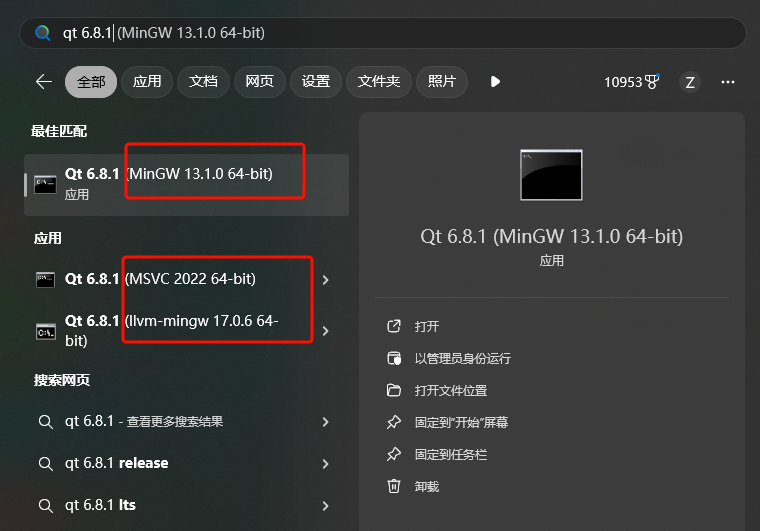 qt 6.8.1 (MinGW 13.1.0 64-bit)
全部 应用 文档 网页 设置 文件夹 照片 10953 Z
最佳匹配
Qt 6.8.1 (MinGW 13.1.0 64-bit)
应用
应用
Qt 6.8.1 (MSVC 2022 64-bit)
Qt 6.8.1 (llvm-mingw 17.0.6 64-
bit)
搜索网页
qt 6.8.1 - 查看更多搜索结果
qt 6.8.1 release
qt 6.8.1 lts
Qt 6.8.1 (MinGW 13.1.0 64-bit)
应用
打开
以管理员身份运行
打开文件位置
固定到"开始"屏幕
固定到任务栏
卸载